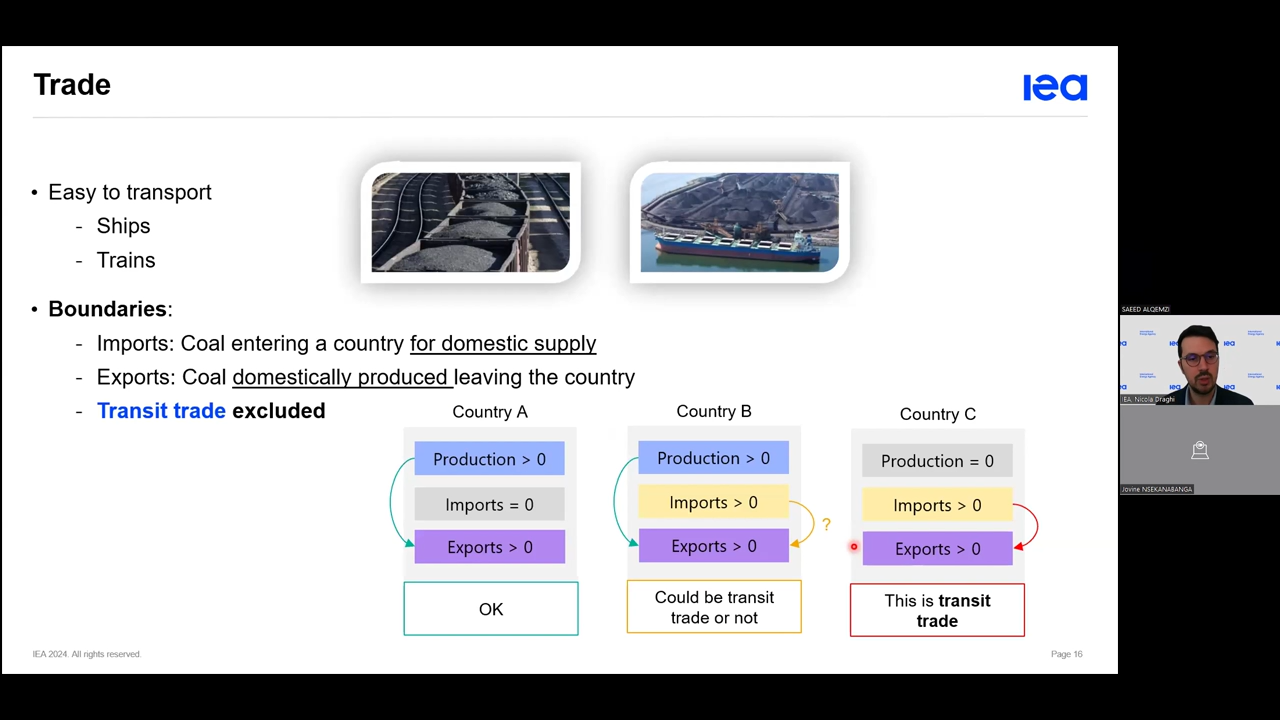 Trade
iea
• Easy to transport
- Ships
- Trains
• Boundaries:
- Imports: Coal entering a country for domestic supply
- Exports: Coal domestically produced leaving the country
- Transit trade excluded
Country A
Production > 0
Imports = 0
Exports > 0
OK
Country B
Production > 0
Imports > 0
?
Exports > 0
Could be transit
trade or not
Country C
Production = 0
Imports > 0
Exports > 0
This is transit
trade
IEA 2024. All rights reserved.
Page 16
SAEED ALQEMZI
IEA, Nicola Draghi
Jovine NSEKANABANGA